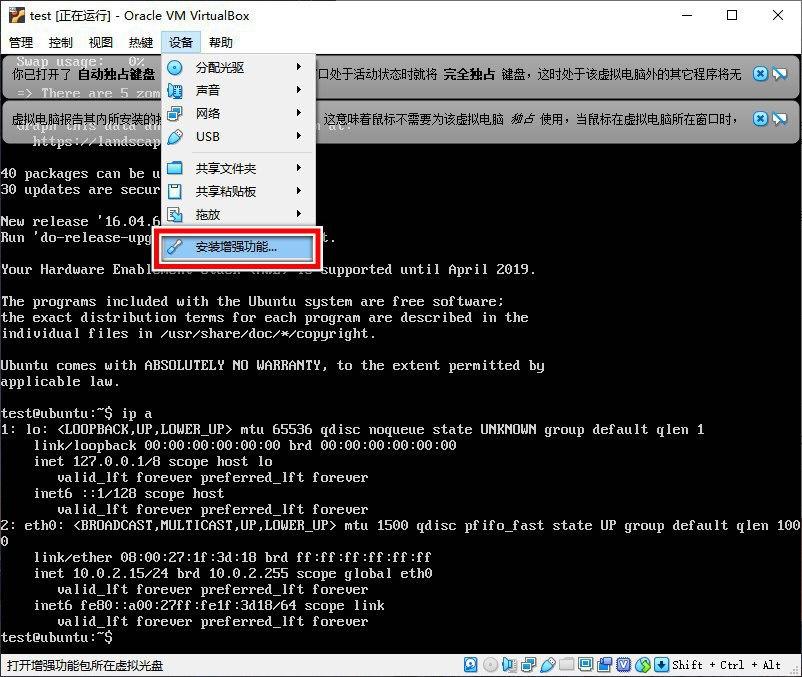 test [正在运行] - Oracle VM VirtualBox
管理 控制 视图 热键 设备 帮助
Swap usage: 0%
你已打开了 自动独占键盘 口处于活动状态时就将 完全独占 键盘，这时处于该虚拟电脑外的其它程序将无
=> There are 5 zom
虚拟电脑报告其内所安装的 这意味着鼠标不需要为该虚拟电脑 独占 使用，当鼠标在虚拟电脑所在窗口时，
Graph this data an at:
https://landscap
分配光驱
声音
网络
USB
共享文件夹
共享粘贴板
拖放
安装增强功能...
40 packages can be u
30 updates are secur
New release '16.04.6
Run 'do-release-upg t.
Your Hardware Enablement Stack (HWE) is supported until April 2019.
The programs included with the Ubuntu system are free software;
the exact distribution terms for each program are described in the
individual files in /usr/share/doc/*/copyright.
Ubuntu comes with ABSOLUTELY NO WARRANTY, to the extent permitted by
applicable law.
test@ubuntu:~$ ip a
1: lo: <LOOPBACK,UP,LOWER_UP> mtu 65536 qdisc noqueue state UNKNOWN group default qlen 1
link/loopback 00:00:00:00:00:00 brd 00:00:00:00:00:00
inet 127.0.0.1/8 scope host lo
valid_lft forever preferred_lft forever
inet6 ::1/128 scope host
valid_lft forever preferred_lft forever
2: eth0: <BROADCAST,MULTICAST,UP,LOWER_UP> mtu 1500 qdisc pfifo_fast state UP group default qlen 100
0
link/ether 08:00:27:1f:3d:18 brd ff:ff:ff:ff:ff:ff
inet 10.0.2.15/24 brd 10.0.2.255 scope global eth0
valid_lft forever preferred_lft forever
inet6 fe80::a00:27ff:fe1f:3d18/64 scope link
valid_lft forever preferred_lft forever
test@ubuntu:~$
打开增强功能包所在虚拟光盘 Shift + Ctrl + Alt